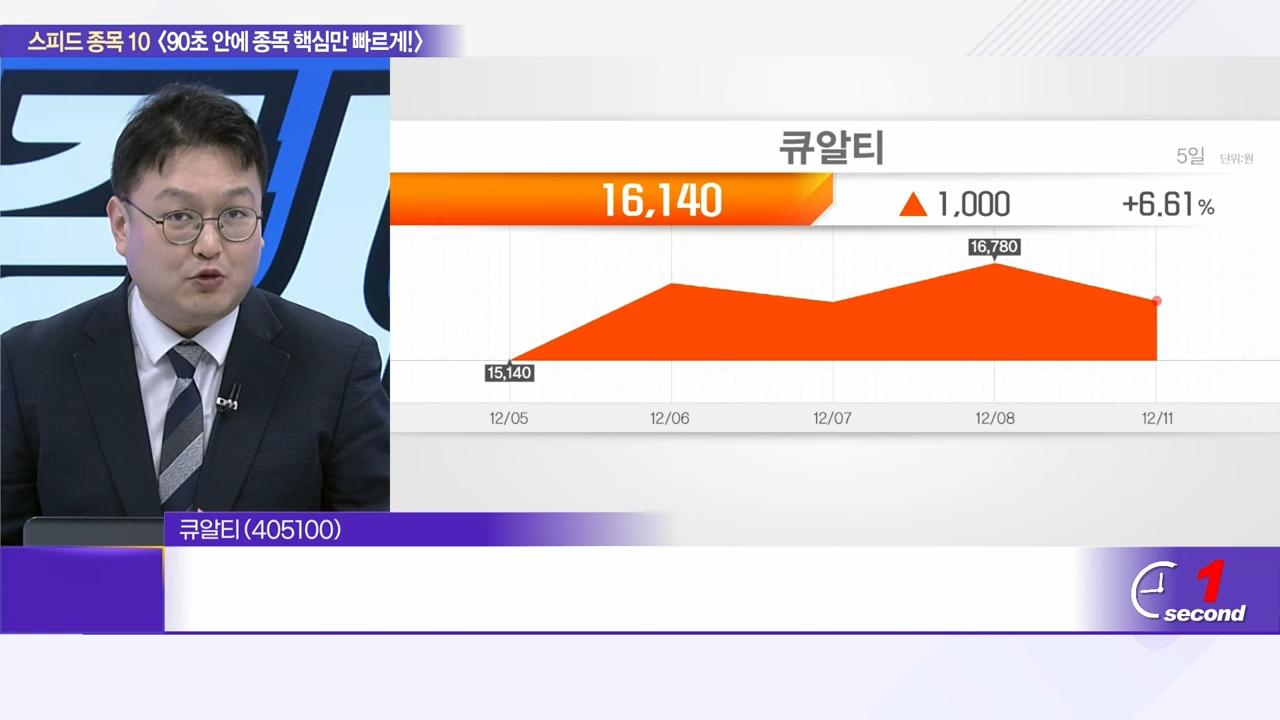 스피드 종목 10 <90초 안에 종목 핵심만 빠르게!>
큐알티
5일 단위:원
16,140 ▲ 1,000 +6.61%
16,780
15,140
12/05 12/06 12/07 12/08 12/11
큐알티(405100)
1
second